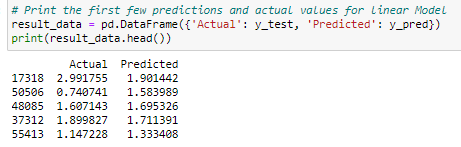 # Print the first few predictions and actual values for Linear Model
result_data = pd.DataFrame({'Actual': y_test, 'Predicted': y_pred})
print(result_data.head())
Actual Predicted
17318 2.991755 1.901442
50506 0.740741 1.583989
48085 1.607143 1.695326
37312 1.899827 1.711391
55413 1.147228 1.333408